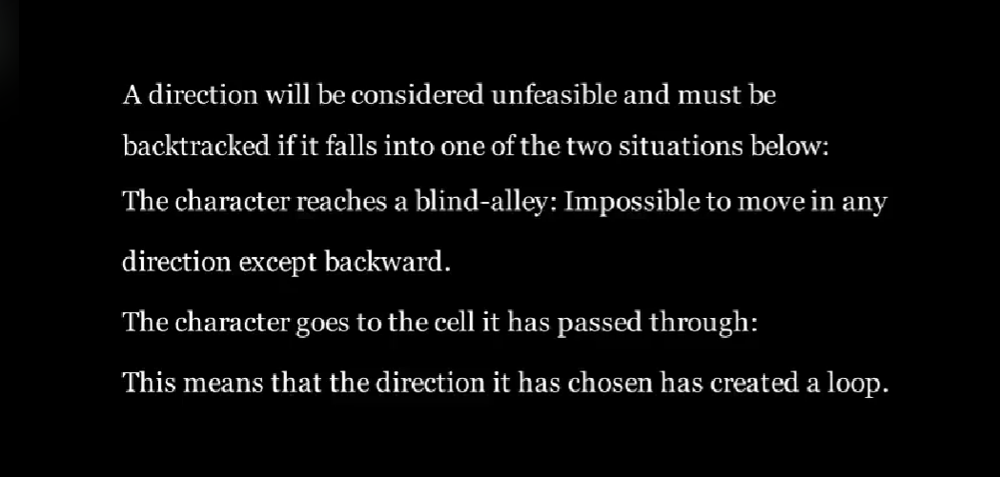 A direction will be considered unfeasible and must be
backtracked if it falls into one of the two situations below:
The character reaches a blind-alley: Impossible to move in any
direction except backward.
The character goes to the cell it has passed through:
This means that the direction it has chosen has created a loop.